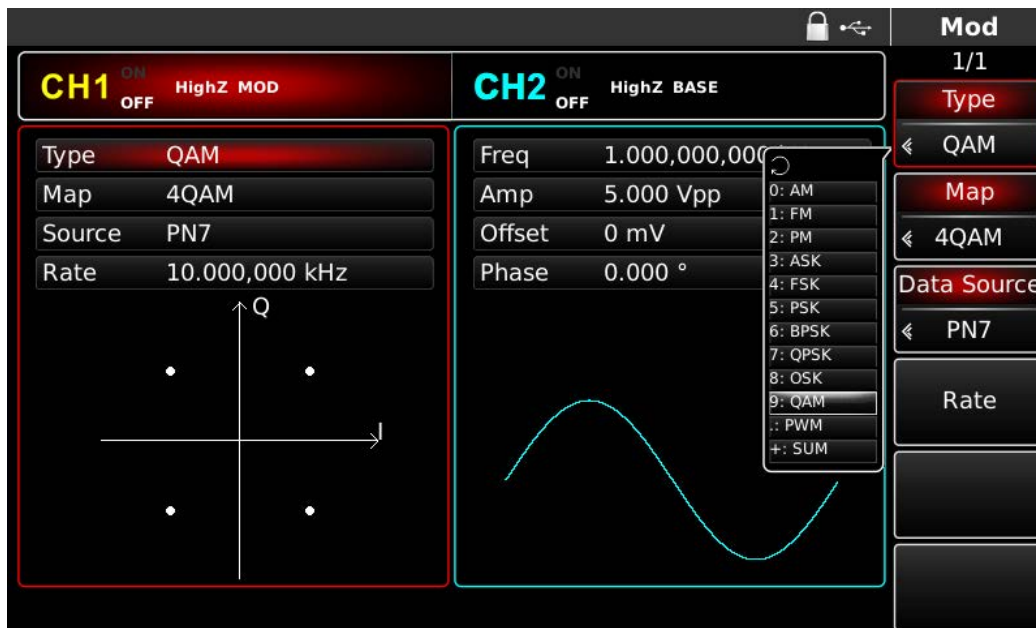 Mod
1/1
CH1 ON OFF HighZ MOD
CH2 ON OFF HighZ BASE
Type QAM
Map 4QAM
Source PN7
Rate 10.000,000 kHz
Q
I
Freq 1.000,000,000
Amp 5.000 Vpp
Offset 0 mV
Phase 0.000 °
0: AM
1: FM
2: PM
3: ASK
4: FSK
5: PSK
6: BPSK
7: QPSK
8: OSK
9: QAM
.: PWM
+: SUM
Type
QAM
Map
4QAM
Data Source
PN7
Rate